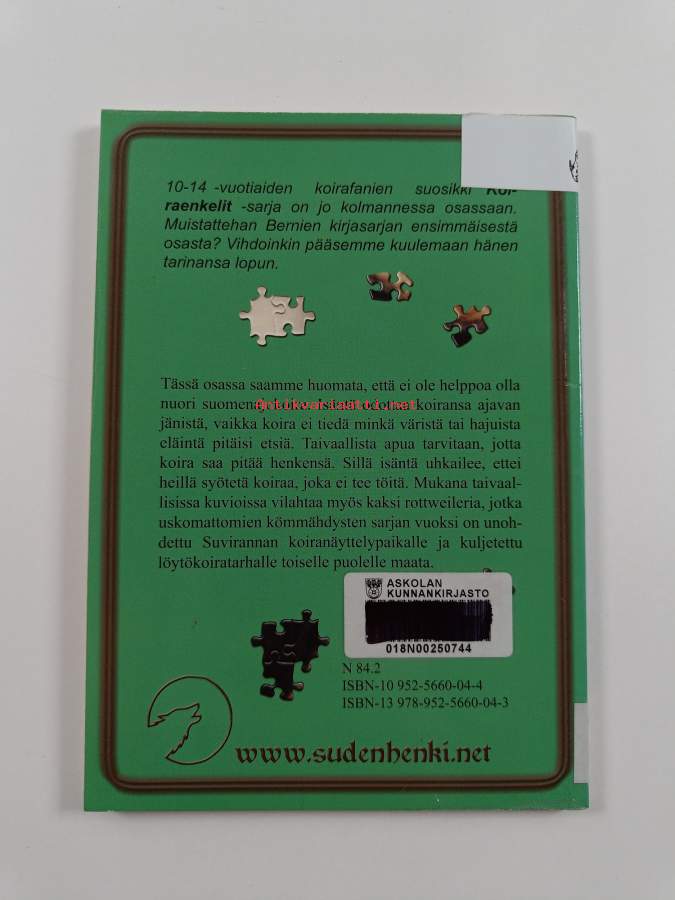 10-14 -vuotiaiden koirafanien suosikki Koi-
raenkelit -sarja on jo kolmannessa osassaan.
Muistattehan Bernien kirjasarjan ensimmäisestä
osasta? Vihdoinkin pääsemme kuulemaan hänen
tarinansa lopun.
Tässä osassa saamme huomata, että ei ole helppoa olla
nuori koiransa ajavan
Antikvariaatti.net
jänistä, vaikka koira ei tiedä minkä väristä tai hajuista
eläintä pitäisi etsiä. Taivaallista apua tarvitaan, jotta
koira saa pitää henkensä. Sillä isäntä uhkailee, ettei
heillä syötetä koiraa, joka ei tee töitä. Mukana taivaal-
lisissa kuvioissa vilahtaa myös kaksi rottweileria, jotka
uskomattomien kömmähdysten sarjan vuoksi on unoh-
dettu Suvirannan koiranäyttelypaikalle ja kuljetettu
löytökoiratarhalle toiselle puolelle maata.
ASKOLAN
KUNNANKIRJASTO
018N00250744
N 84.2
ISBN-10 952-5660-04-4
ISBN-13 978-952-5660-04-3
www.sudenhenki.net